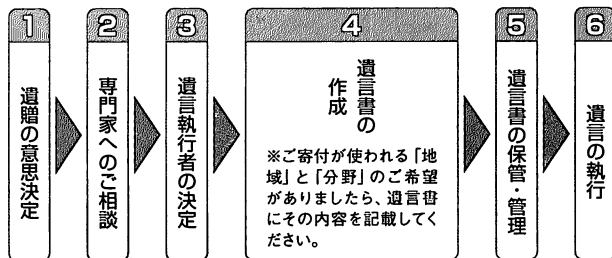 1
遺贈の意思決定
2
専門家へのご相談
3
遺言執行者の決定
4
遺言書の
作成
※ご寄付が使われる「地
域」と「分野」のご希望
がありましたら、遺言書
にその内容を記載してく
ださい。
5
遺言書の保管・管理
6
遺言の執行